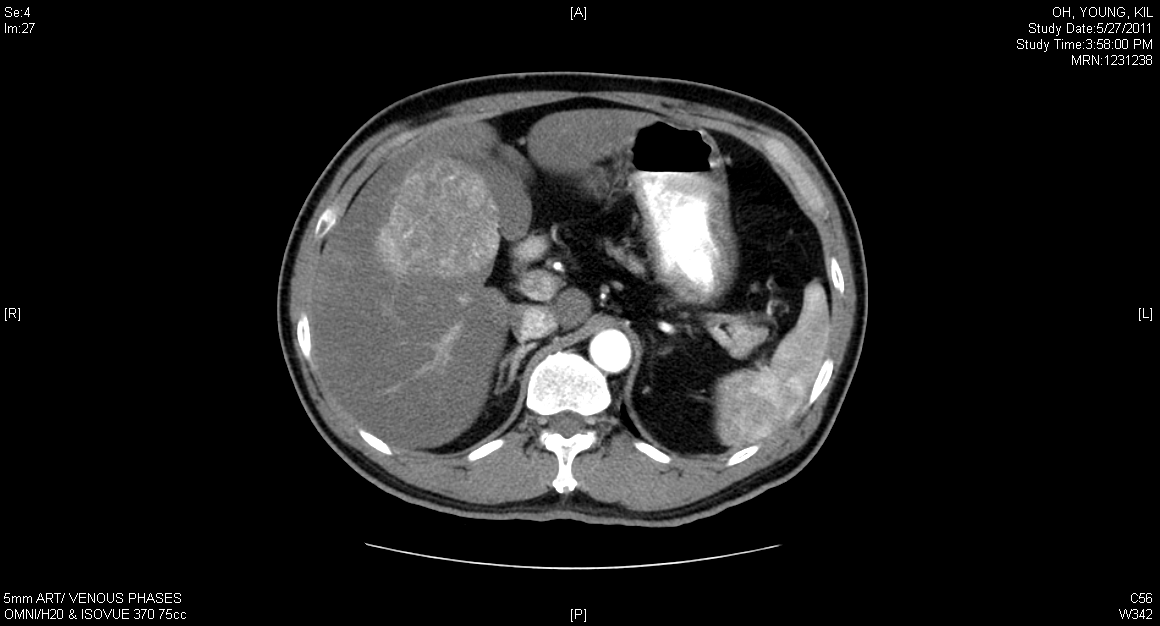 Se:4
Im:27
[A]
OH, YOUNG, KIL
Study Date:5/27/2011
Study Time:3:58:00 PM
MRN:1231238
[R]
[L]
5mm ART/ VENOUS PHASES
OMNI/H20 & ISOVUE 370 75cc
[P]
C56
W342